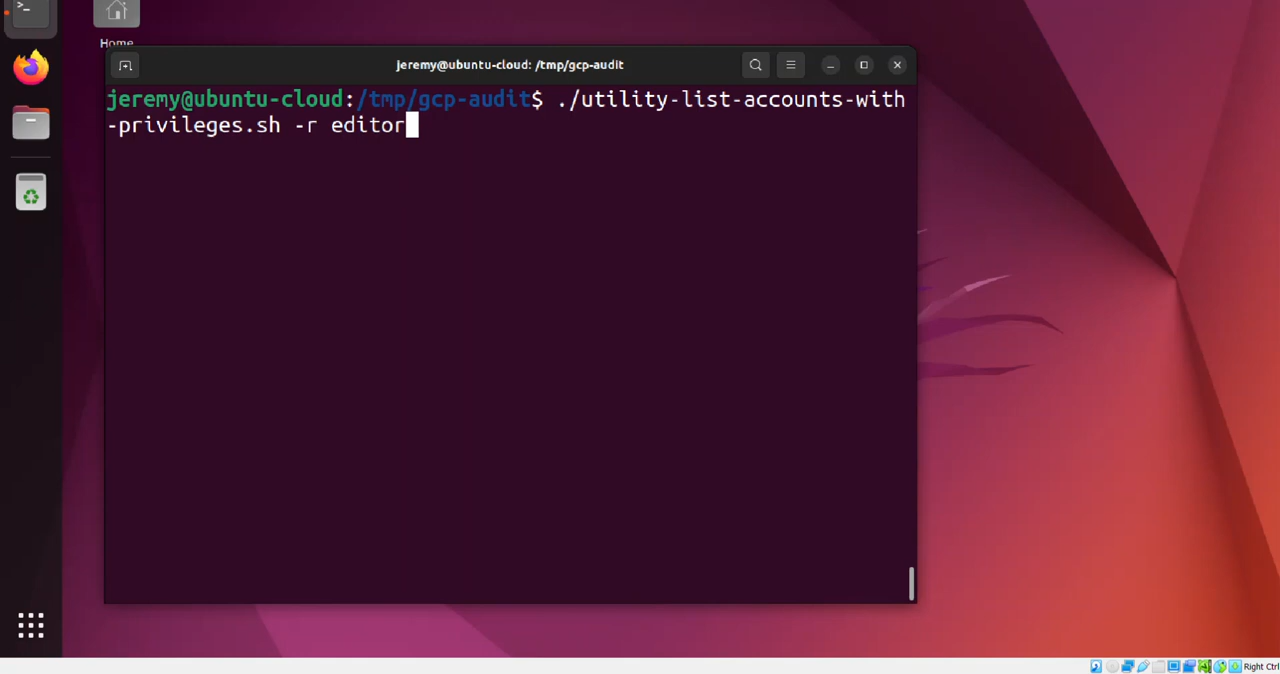 >_
Home
jeremy@ubuntu-cloud: /tmp/gcp-audit
jeremy@ubuntu-cloud:/tmp/gcp-audit$ ./utility-list-accounts-with
-privileges.sh -r editor
Right Ctrl